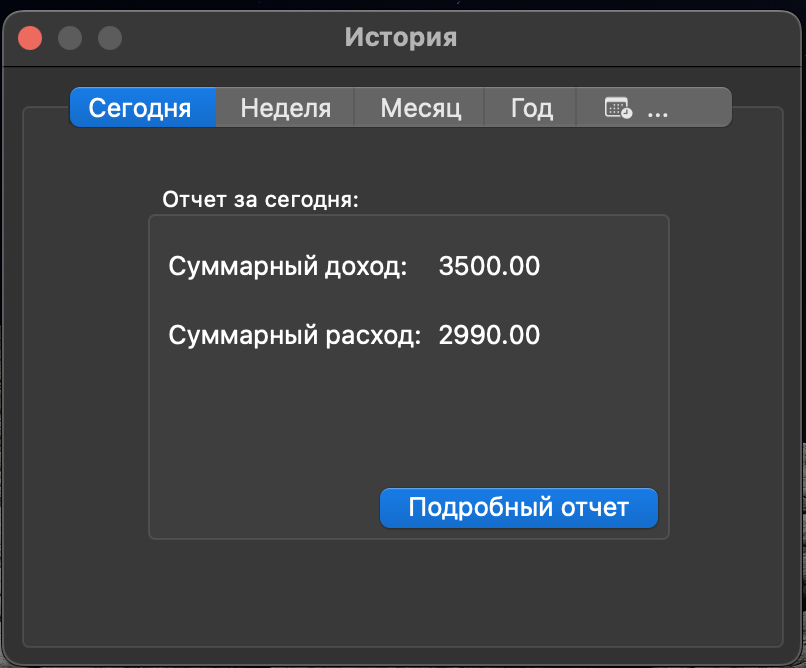 История
Сегодня Неделя Месяц Год ...
Отчет за сегодня:
Суммарный доход: 3500.00
Суммарный расход: 2990.00
Подробный отчет